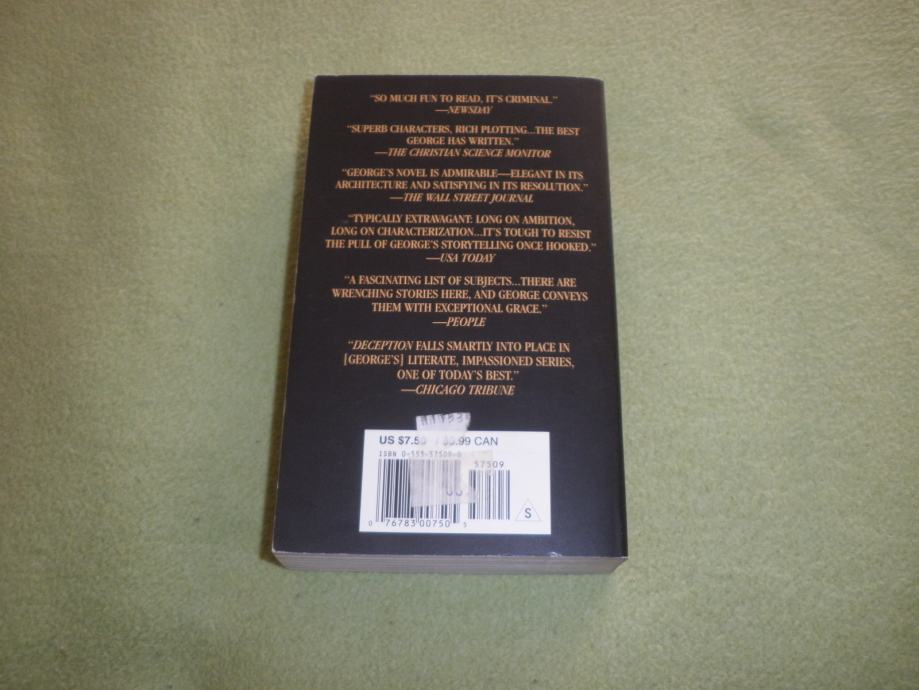 "SO MUCH FUN TO READ, IT'S CRIMINAL."
—NEWSDAY
"SUPERB CHARACTERS, RICH PLOTTING...THE BEST
GEORGE HAS WRITTEN."
—THE CHRISTIAN SCIENCE MONITOR
"GEORGE'S NOVEL IS ADMIRABLE—ELEGANT IN ITS
ARCHITECTURE AND SATISFYING IN ITS RESOLUTION."
—THE WALL STREET JOURNAL
"TYPICALLY EXTRAVAGANT: LONG ON AMBITION,
LONG ON CHARACTERIZATION...IT'S TOUGH TO RESIST
THE PULL OF GEORGE'S STORYTELLING ONCE HOOKED."
—USA TODAY
"A FASCINATING LIST OF SUBJECTS...THERE ARE
WRENCHING STORIES HERE, AND GEORGE CONVEYS
THEM WITH EXCEPTIONAL GRACE."
—PEOPLE
"DECEPTION FALLS SMARTLY INTO PLACE IN
[GEORGE'S] LITERATE, IMPASSIONED SERIES,
ONE OF TODAY'S BEST."
—CHICAGO TRIBUNE
US CAN
ISBN
57509
0 76783 00750 5
S